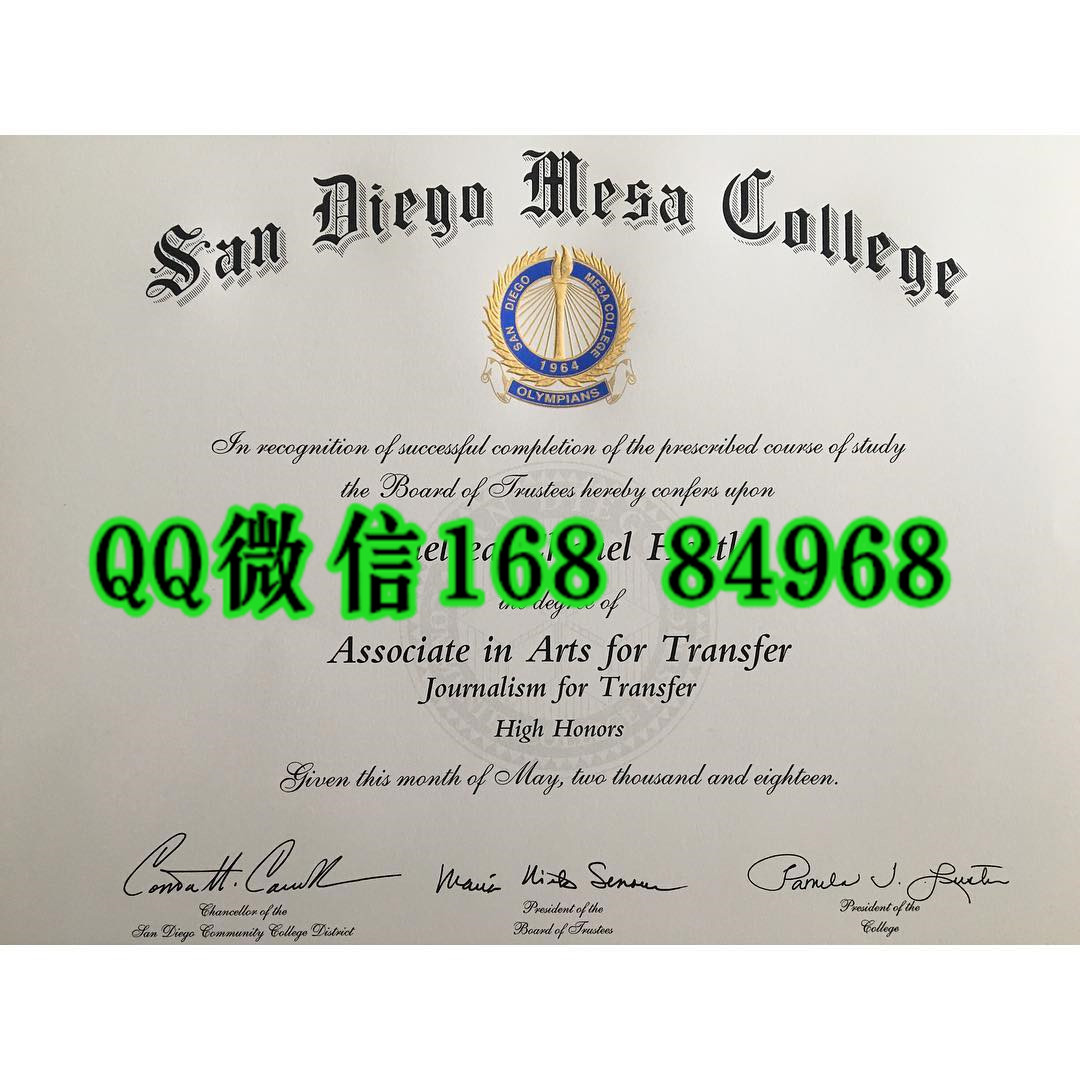 San Diego Mesa College
SAN DIEGO MESA COLLEGE
1964
OLYMPIANS
In recognition of successful completion of the prescribed course of study
the Board of Trustees hereby confers upon
QQ微信168 84968
the degree of
Associate in Arts for Transfer
Journalism for Transfer
High Honors
Given this month of May, two thousand and eighteen.
Chancellor of the
San Diego Community College District
President of the
Board of Trustees
Pamela J. Luster
President of the
College